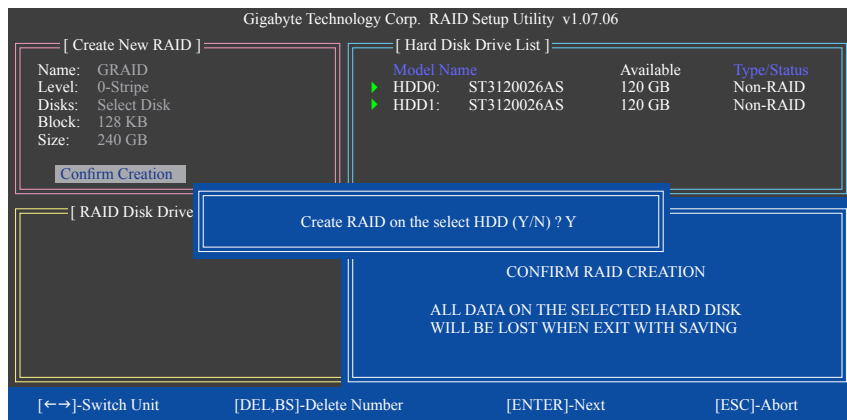 Gigabyte Technology Corp. RAID Setup Utility v1.07.06
[ Create New RAID ]
Name: GRAID
Level: 0-Stripe
Disks: Select Disk
Block: 128 KB
Size: 240 GB
Confirm Creation
[ Hard Disk Drive List ]
Model Name Available Type/Status
HDD0: ST3120026AS 120 GB Non-RAID
HDD1: ST3120026AS 120 GB Non-RAID
[ RAID Disk Drive
Create RAID on the select HDD (Y/N) ? Y
CONFIRM RAID CREATION
ALL DATA ON THE SELECTED HARD DISK
WILL BE LOST WHEN EXIT WITH SAVING
[←→]-Switch Unit [DEL,BS]-Delete Number [ENTER]-Next [ESC]-Abort